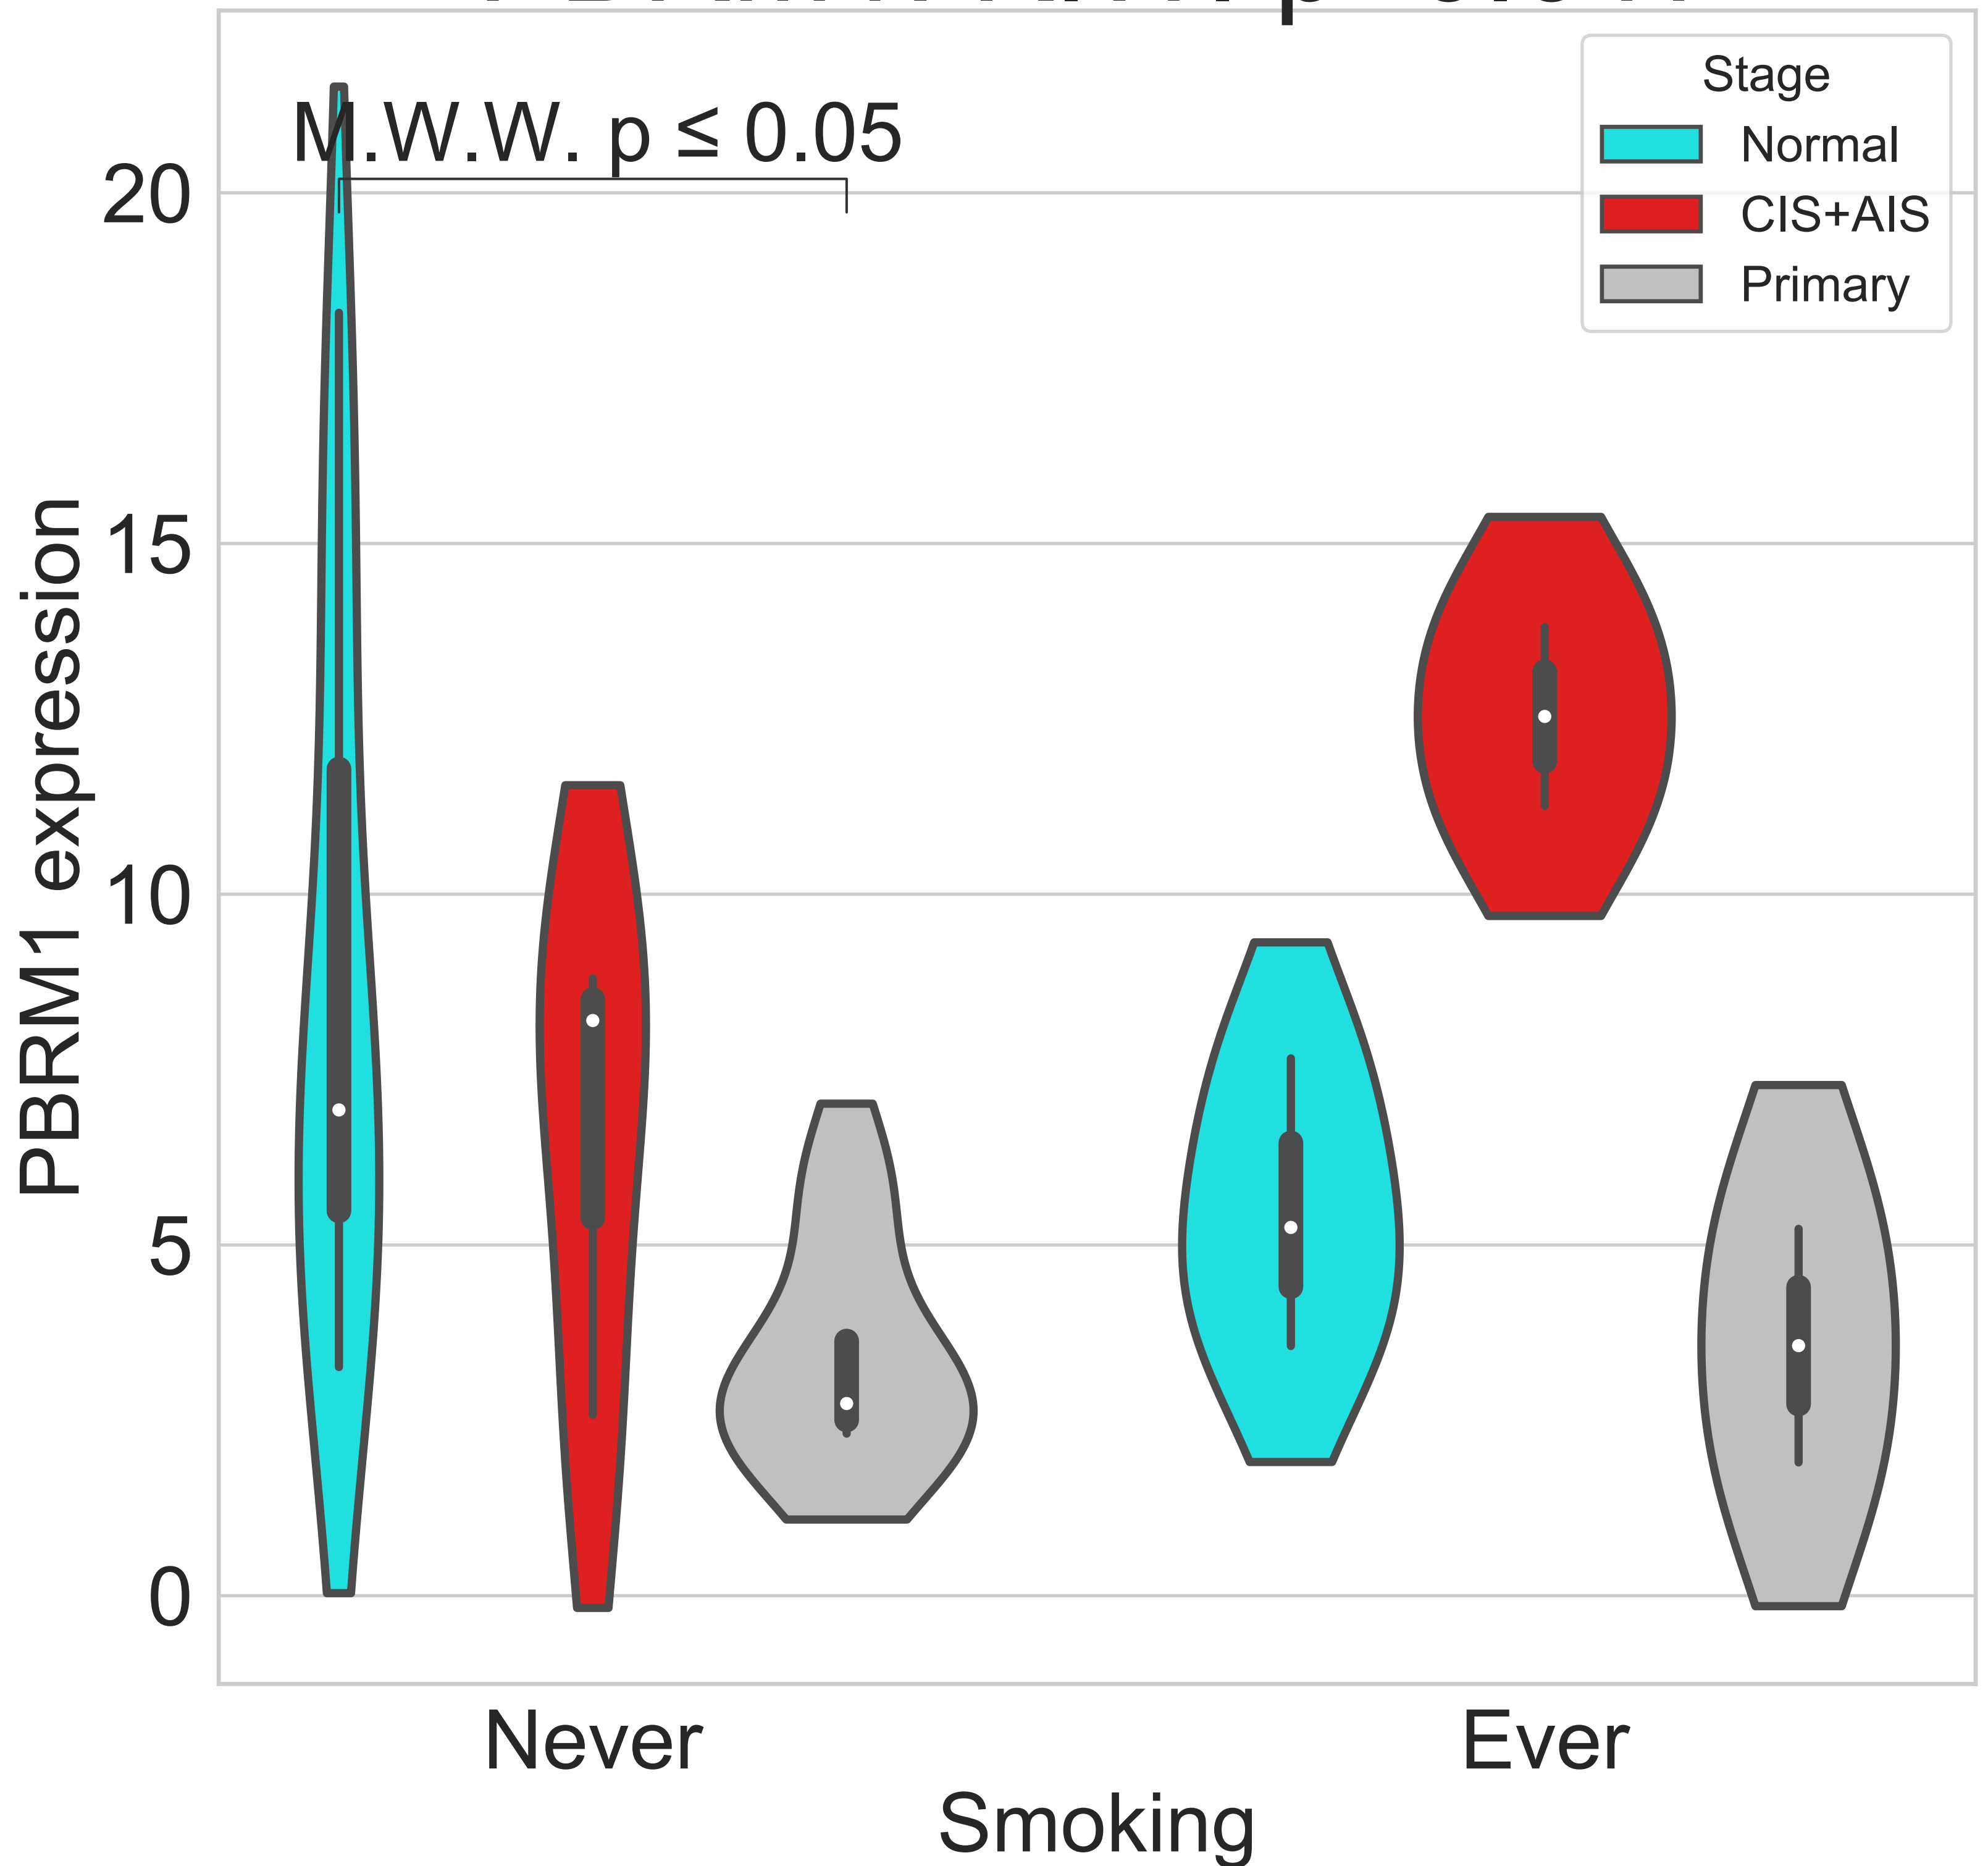 M.W.W. p ≤ 0.05
Stage
Normal
CIS+AIS
Primary
20
15
10
5
0
PBRM1 expression
Never
Ever
Smoking